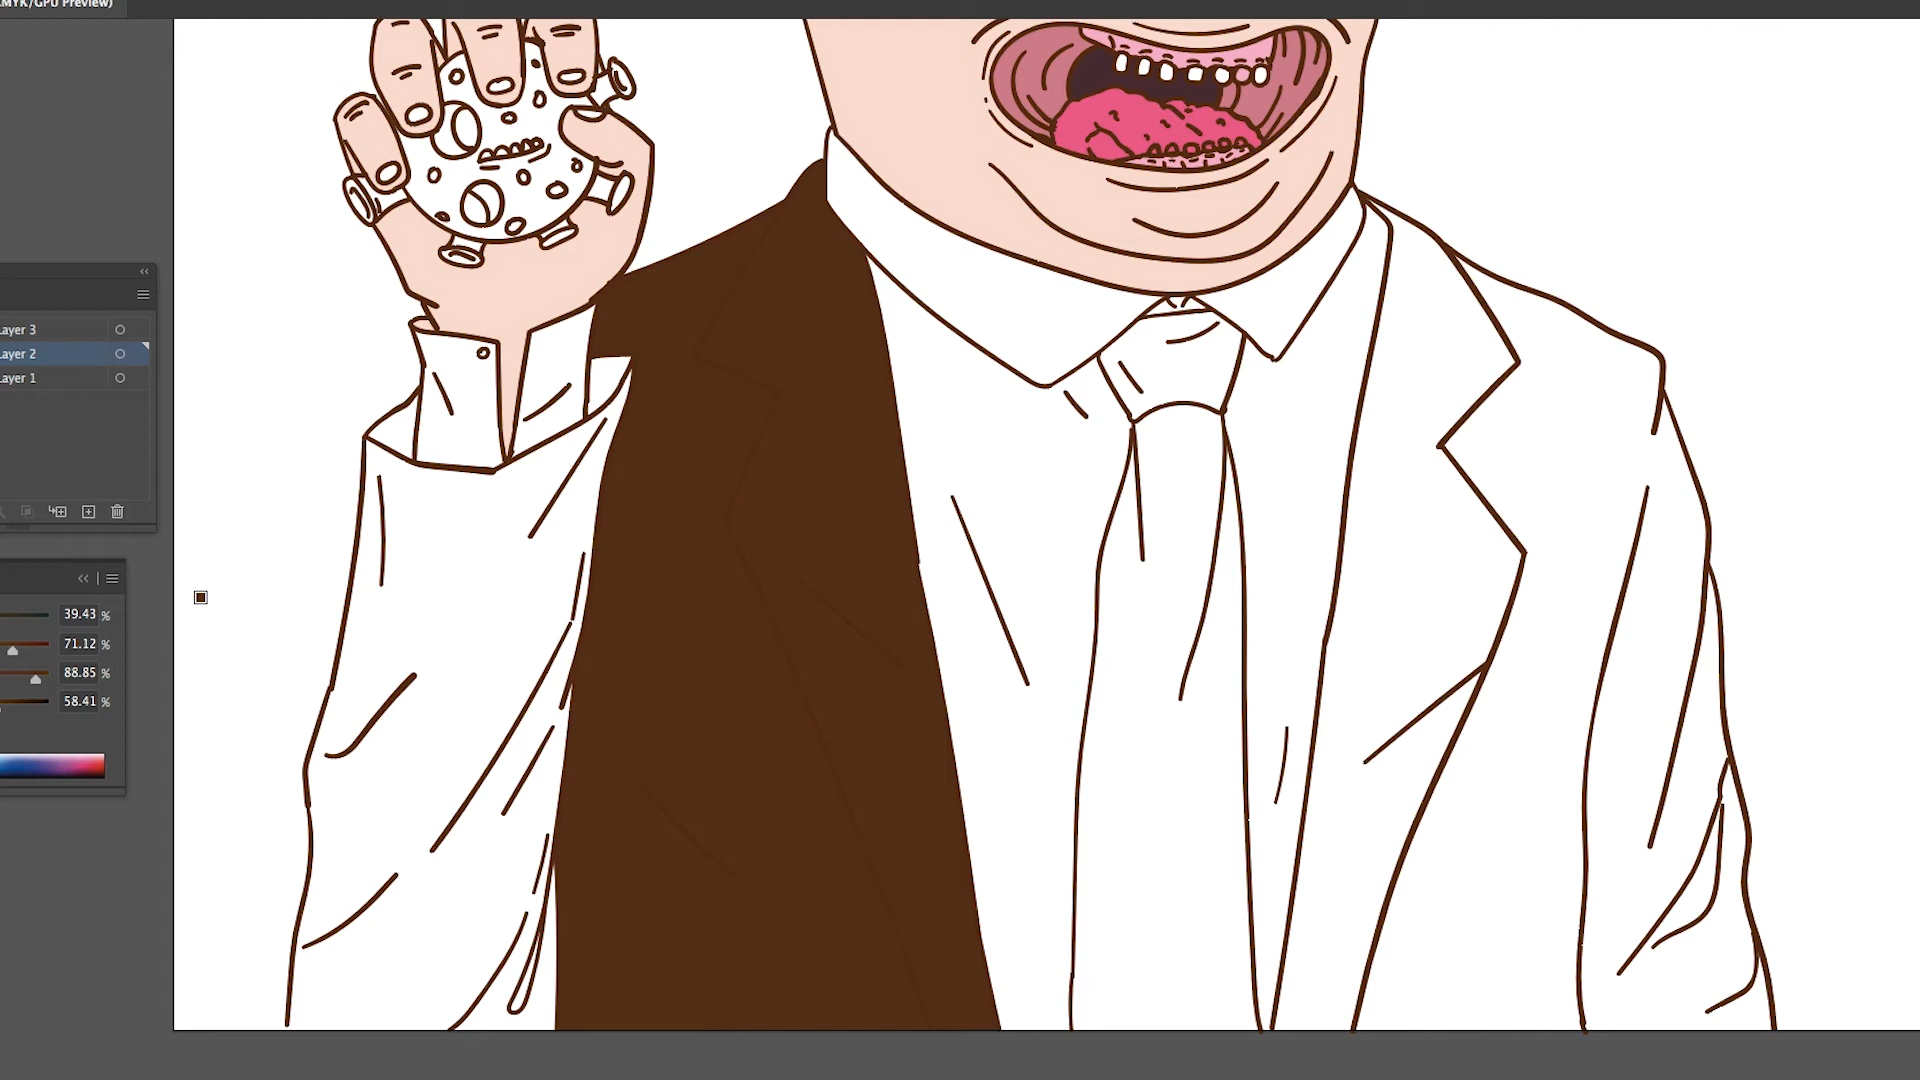 MYK/GPU Preview)
Layer 3
Layer 2
Layer 1
39.43 %
71.12 %
88.85 %
58.41 %